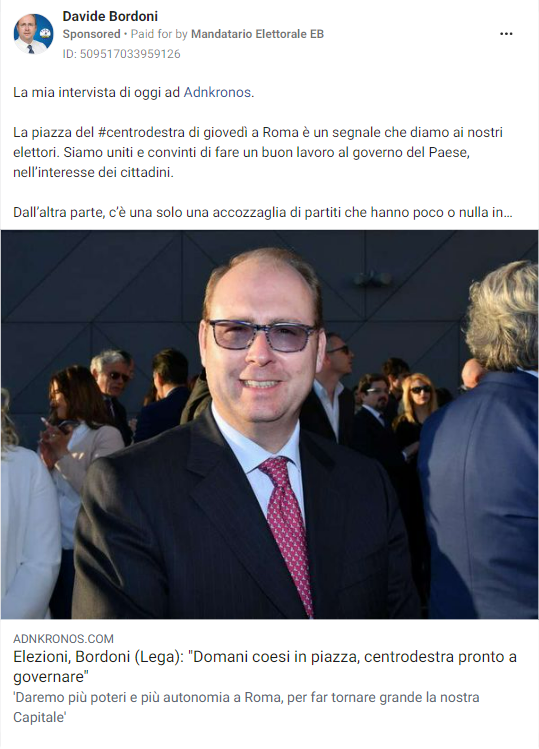 Davide Bordoni
Sponsored • Paid for by Mandatario Elettorale EB
ID: 509517033959126
La mia intervista di oggi ad Adnkronos.
La piazza del #centrodestra di giovedì a Roma è un segnale che diamo ai nostri
elettori. Siamo uniti e convinti di fare un buon lavoro al governo del Paese,
nell'interesse dei cittadini.
Dall'altra parte, c'è una solo una accozzaglia di partiti che hanno poco o nulla in...
ADNKRONOS.COM
Elezioni, Bordoni (Lega): "Domani coesi in piazza, centrodestra pronto a
governare"
'Daremo più poteri e più autonomia a Roma, per far tornare grande la nostra
Capitale'